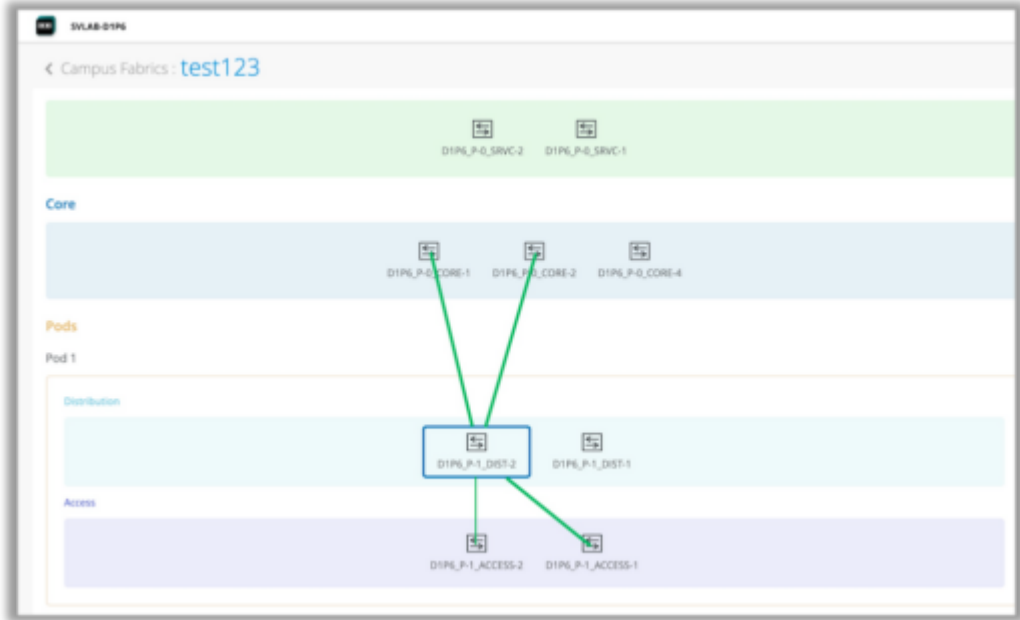 SVLAB-D1P6
< Campus Fabrics : test123
D1P6_P-0_SRVC-2 D1P6_P-0_SRVC-1
Core
D1P6_P-0_CORE-1 D1P6_P-0_CORE-2 D1P6_P-0_CORE-4
Pods
Pod 1
Distribution
D1P6_P-1_DIST-2 D1P6_P-1_DIST-1
Access
D1P6_P-1_ACCESS-2 D1P6_P-1_ACCESS-1